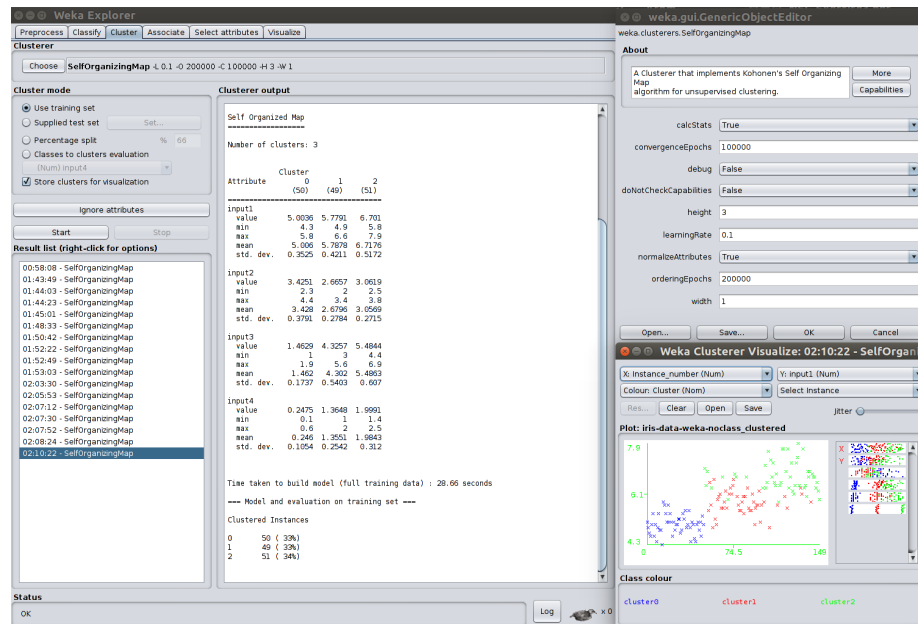 Weka Explorer
Preprocess Classify Cluster Associate Select attributes Visualize
Clusterer
Choose SelfOrganizingMap -L 0.1 -O 200000 -C 100000 -H 3 -W 1
Cluster mode
Use training set
Supplied test set Set...
Percentage split % 66
Classes to clusters evaluation
(Num) input4
Store clusters for visualization
Ignore attributes
Start Stop
Result list (right-click for options)
00:58:08 - SelfOrganizingMap
01:43:49 - SelfOrganizingMap
01:44:03 - SelfOrganizingMap
01:44:23 - SelfOrganizingMap
01:45:01 - SelfOrganizingMap
01:48:33 - SelfOrganizingMap
01:50:42 - SelfOrganizingMap
01:52:22 - SelfOrganizingMap
01:52:49 - SelfOrganizingMap
01:53:03 - SelfOrganizingMap
02:03:30 - SelfOrganizingMap
02:05:53 - SelfOrganizingMap
02:07:12 - SelfOrganizingMap
02:07:30 - SelfOrganizingMap
02:07:52 - SelfOrganizingMap
02:08:24 - SelfOrganizingMap
02:10:22 - SelfOrganizingMap
Clusterer output
Self Organized Map
==================
Number of clusters: 3
Cluster
Attribute 0 1 2
(50) (49) (51)
input1
value 5.0036 5.7791 6.701
min 4.3 4.9 5.8
max 5.8 6.6 7.9
mean 5.006 5.7878 6.7176
std. dev. 0.3525 0.4211 0.5172
input2
value 3.4251 2.6657 3.0619
min 2.3 2 2.5
max 4.4 3.4 3.8
mean 3.428 2.6796 3.0569
std. dev. 0.3791 0.2784 0.2715
input3
value 1.4629 4.3257 5.4844
min 1 3 4.4
max 1.9 5.6 6.9
mean 1.462 4.302 5.4863
std. dev. 0.1737 0.5403 0.607
input4
value 0.2475 1.3648 1.9991
min 0.1 1 1.4
max 0.6 2 2.5
mean 0.246 1.3551 1.9843
std. dev. 0.1054 0.2542 0.312
Time taken to build model (full training data) : 28.66 seconds
=== Model and evaluation on training set ===
Clustered Instances
0 50 ( 33%)
1 49 ( 33%)
2 51 ( 34%)
Status
OK
Log x 0
weka.gui.GenericObjectEditor
weka.clusterers.SelfOrganizingMap
About
A Clusterer that implements Kohonen's Self Organizing
Map
algorithm for unsupervised clustering.
More
Capabilities
calcStats True
convergenceEpochs 100000
debug False
doNotCheckCapabilities False
height 3
learningRate 0.1
normalizeAttributes True
orderingEpochs 200000
width 1
Open... Save... OK Cancel
Weka Clusterer Visualize: 02:10:22 - SelfOrgani
X: Instance_number (Num) Y: input1 (Num)
Colour: Cluster (Nom) Select Instance
Res... Clear Open Save Jitter
Plot: iris-data-weka-noclass_clustered
7.9
6.1
4.3
0 74.5 149
X
Y
Class colour
cluster0 cluster1 cluster2